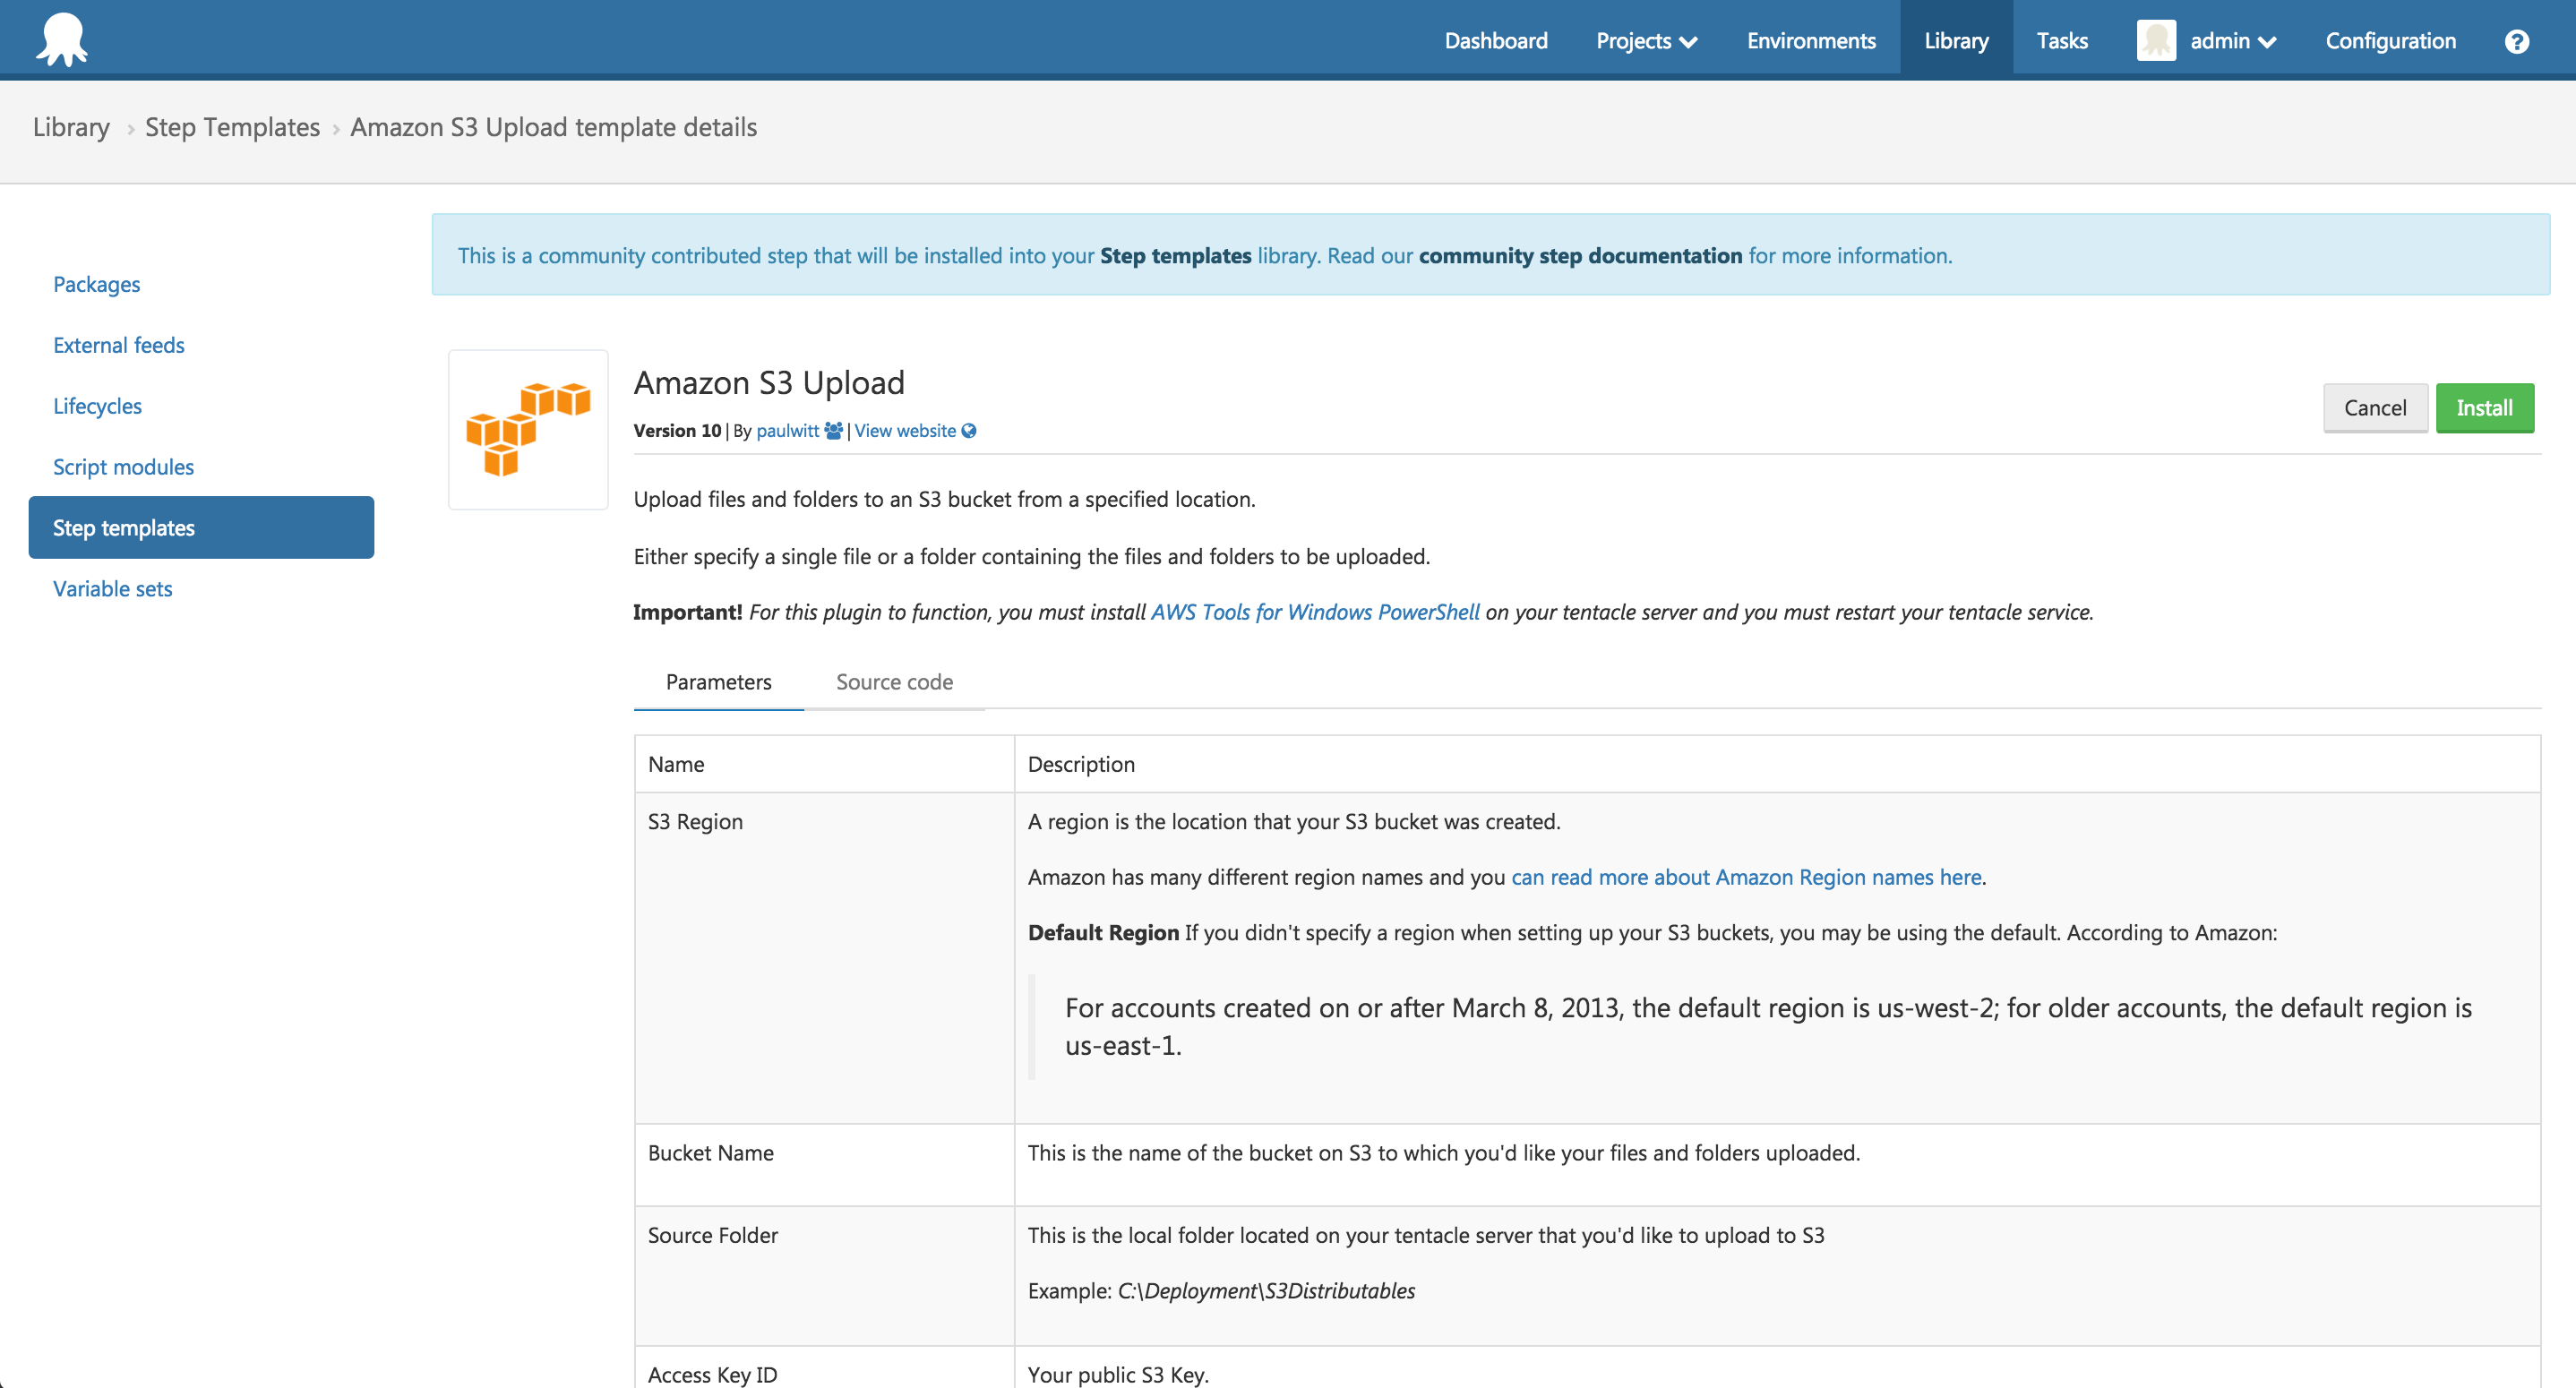 Dashboard Projects Environments Library Tasks admin Configuration ?
Library › Step Templates › Amazon S3 Upload template details
This is a community contributed step that will be installed into your Step templates library. Read our community step documentation for more information.
Packages
External feeds
Lifecycles
Script modules
Step templates
Variable sets
Amazon S3 Upload
Cancel Install
Version 10 | By paulwitt | View website
Upload files and folders to an S3 bucket from a specified location.
Either specify a single file or a folder containing the files and folders to be uploaded.
Important! For this plugin to function, you must install AWS Tools for Windows PowerShell on your tentacle server and you must restart your tentacle service.
Parameters Source code
Name Description
S3 Region A region is the location that your S3 bucket was created.
Amazon has many different region names and you can read more about Amazon Region names here.
Default Region If you didn't specify a region when setting up your S3 buckets, you may be using the default. According to Amazon:
For accounts created on or after March 8, 2013, the default region is us-west-2; for older accounts, the default region is
us-east-1.
Bucket Name This is the name of the bucket on S3 to which you'd like your files and folders uploaded.
Source Folder This is the local folder located on your tentacle server that you'd like to upload to S3
Example: C:\Deployment\S3Distributables
Access Key ID Your public S3 Key.